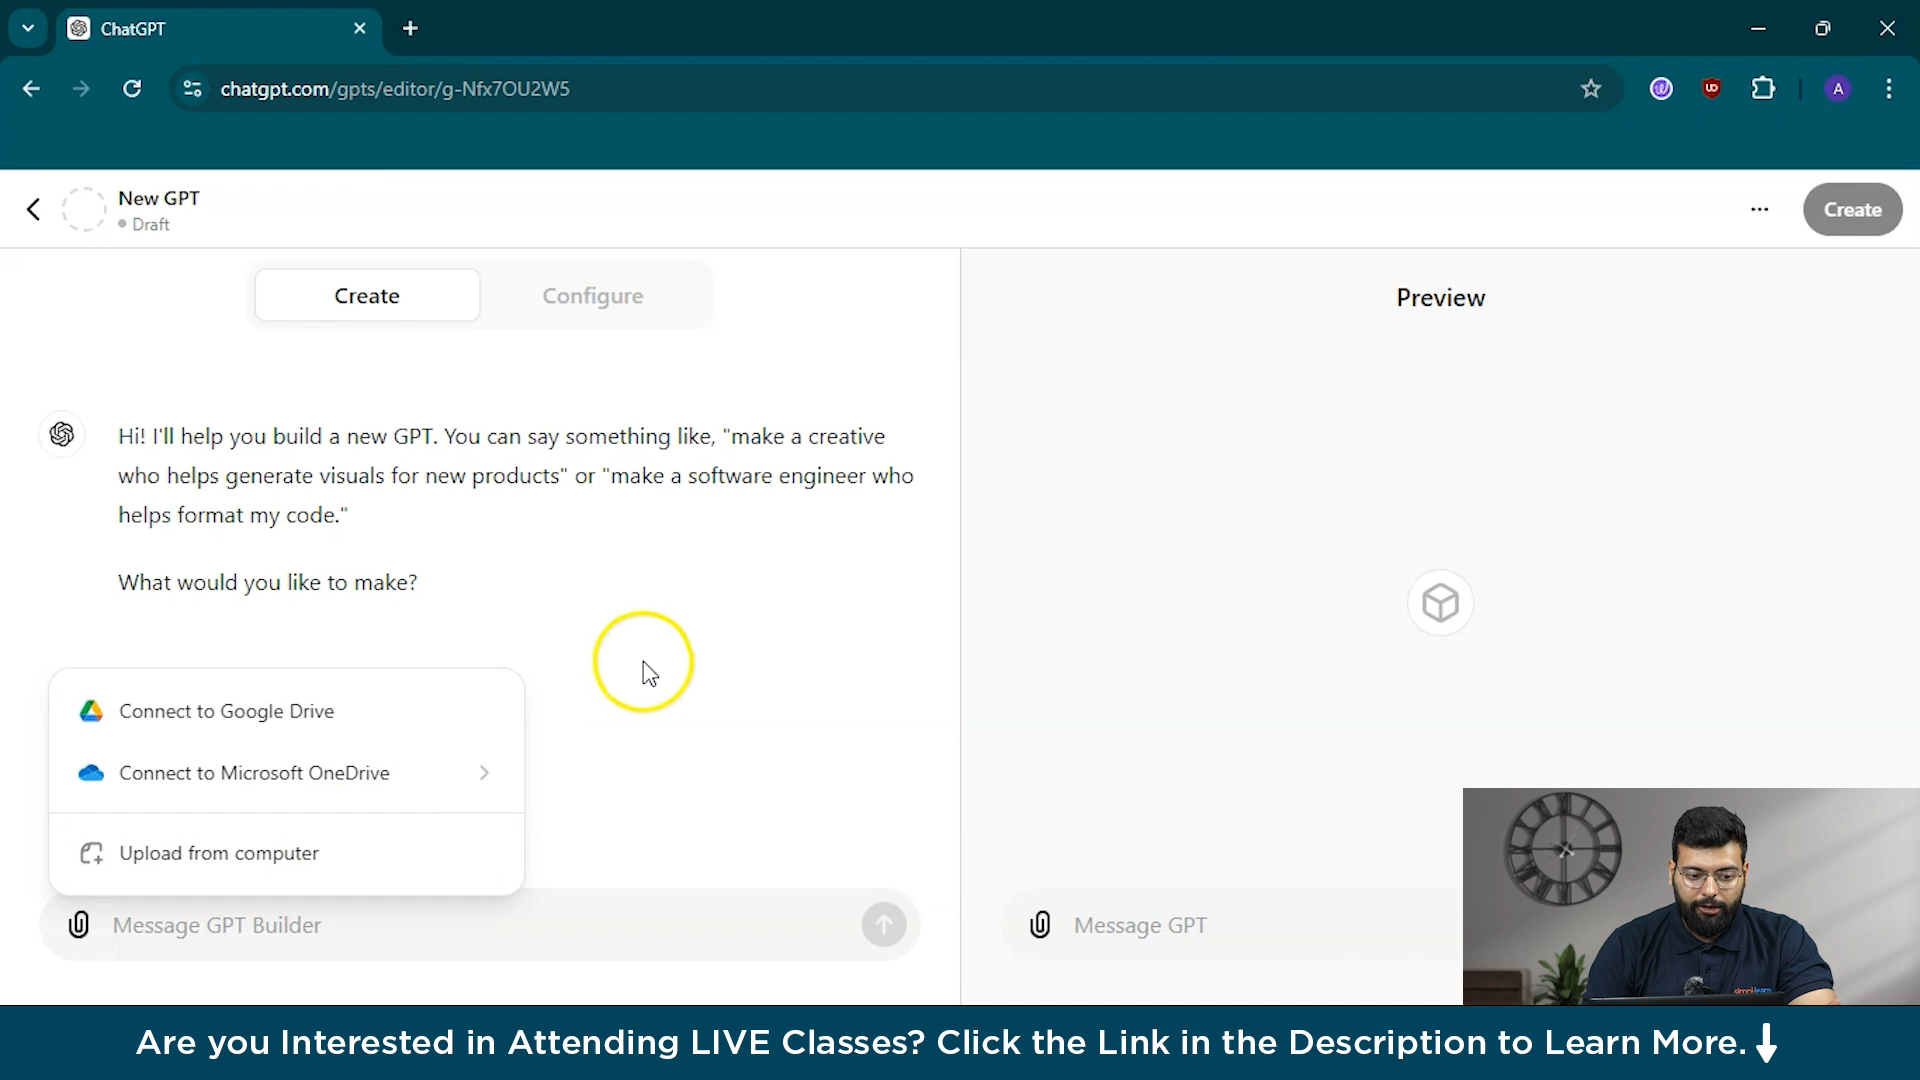 ChatGPT
chatgpt.com/gpts/editor/g-Nfx7OU2W5
A
New GPT
Draft
Create
Create
Configure
Preview
Hi! I'll help you build a new GPT. You can say something like, "make a creative
who helps generate visuals for new products" or "make a software engineer who
helps format my code."
What would you like to make?
Connect to Google Drive
Connect to Microsoft OneDrive
Upload from computer
Message GPT Builder
Message GPT
simplilearn
Are you Interested in Attending LIVE Classes? Click the Link in the Description to Learn More.